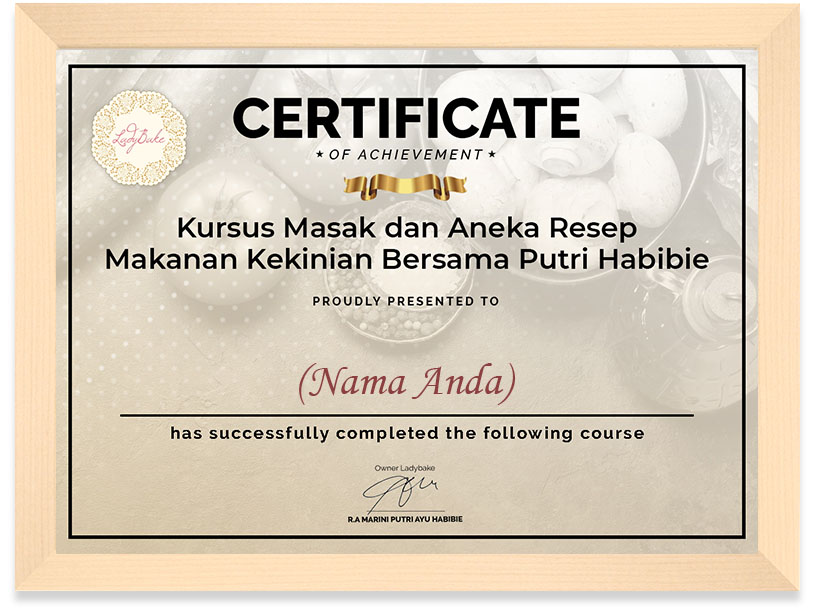 LadyBake
CERTIFICATE
★ OF ACHIEVEMENT ★
Kursus Masak dan Aneka Resep
Makanan Kekinian Bersama Putri Habibie
PROUDLY PRESENTED TO
(Nama Anda)
has successfully completed the following course
Owner Ladybake
R.A MARINI PUTRI AYU HABIBIE